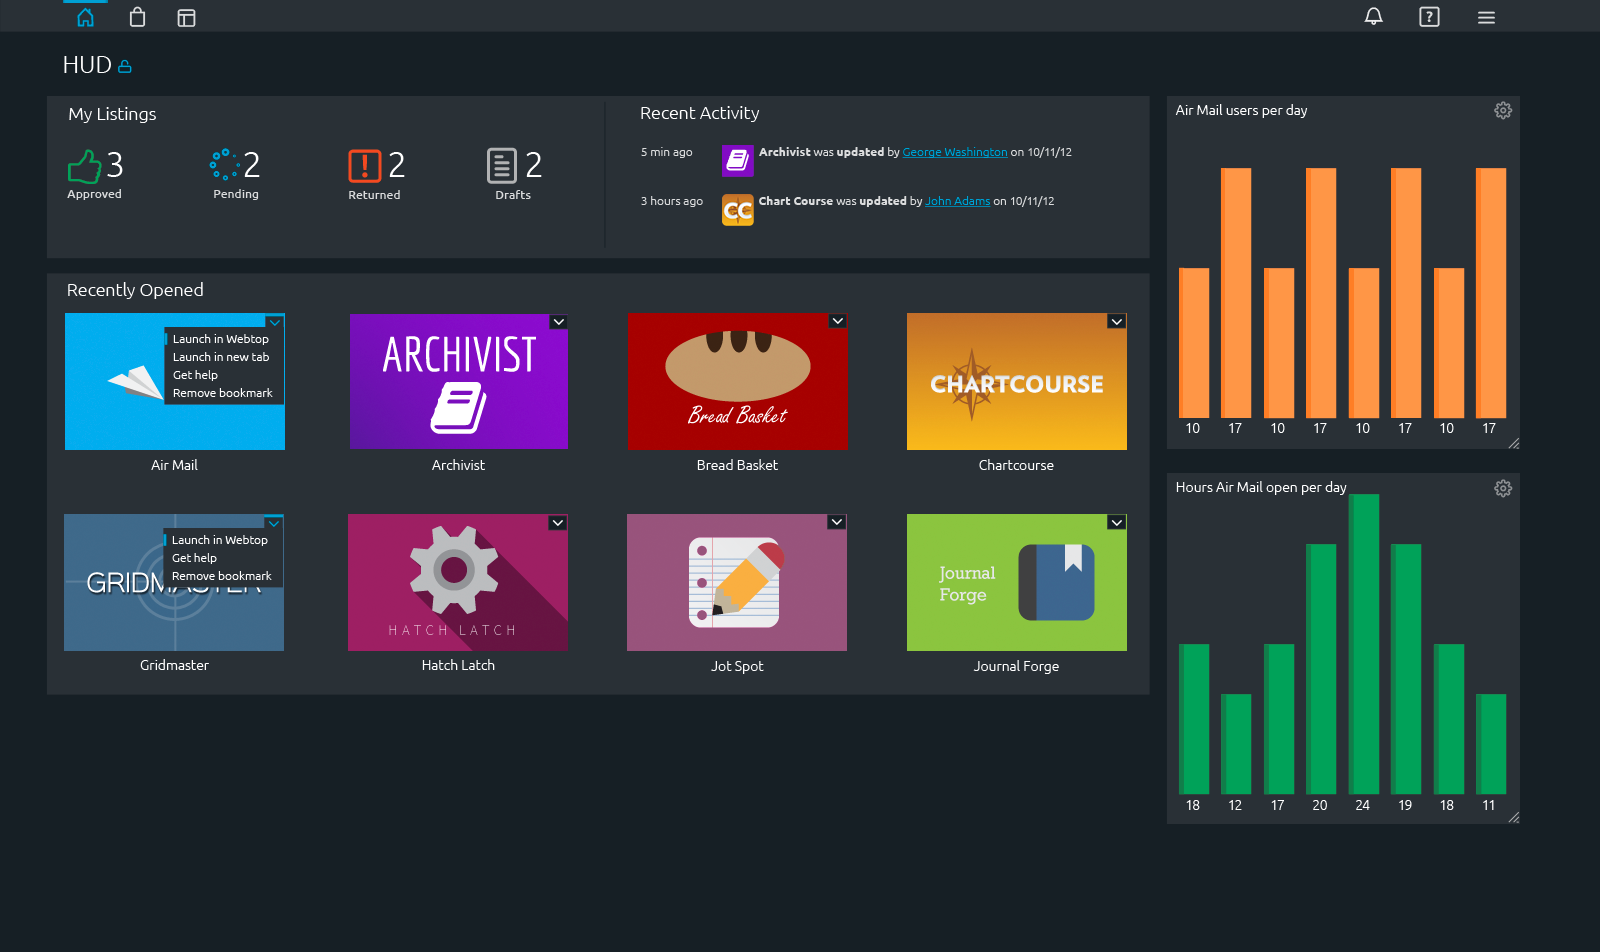 HUD
My Listings
3
Approved
2
Pending
2
Returned
2
Drafts
Recent Activity
5 min ago
Archivist was updated by George Washington on 10/11/12
3 hours ago
CC
Chart Course was updated by John Adams on 10/11/12
Recently Opened
Launch in Webtop
Launch in new tab
Get help
Remove bookmark
Air Mail
ARCHIVIST
Archivist
Bread Basket
Bread Basket
CHARTCOURSE
Chartcourse
Launch in Webtop
Get help
Remove bookmark
GRIDMASTER
Gridmaster
HATCH LATCH
Hatch Latch
Jot Spot
Journal
Forge
Journal Forge
Air Mail users per day
10 17 10 17 10 17 10 17
Hours Air Mail open per day
18 12 17 20 24 19 18 11